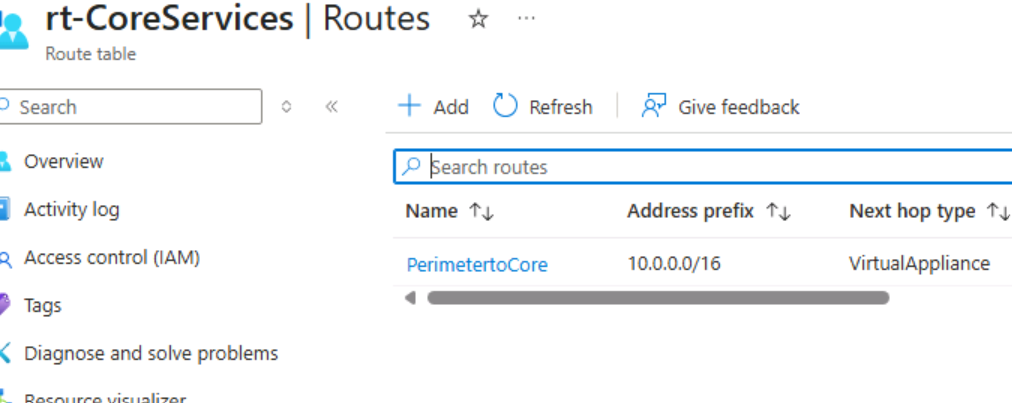 rt-CoreServices | Routes
Route table
Search
Overview
Activity log
Access control (IAM)
Tags
Diagnose and solve problems
Resource visualizer
Add Refresh Give feedback
Search routes
Name Address prefix Next hop type
PerimetertoCore 10.0.0.0/16 VirtualAppliance